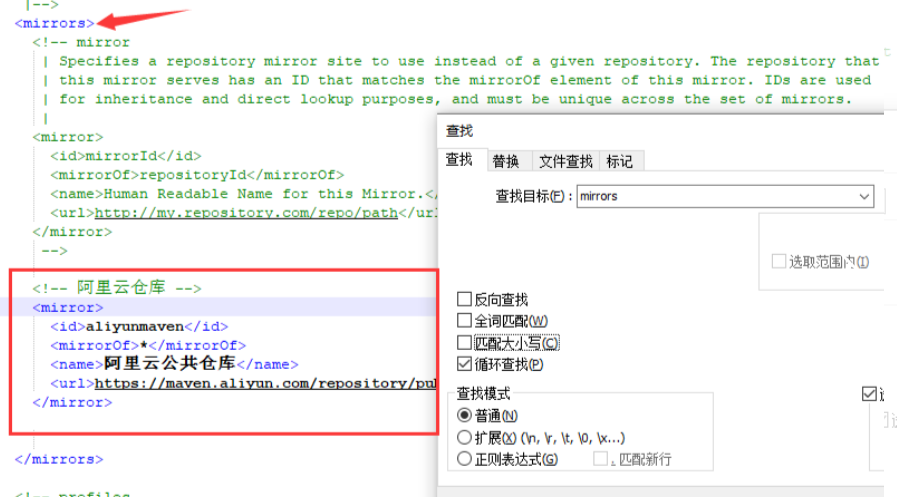 |-->
<mirrors>
<!-- mirror
| Specifies a repository mirror site to use instead of a given repository. The repository that
| this mirror serves has an ID that matches the mirrorOf element of this mirror. IDs are used
| for inheritance and direct lookup purposes, and must be unique across the set of mirrors.
|
<mirror>
<id>mirrorId</id>
<mirrorOf>repositoryId</mirrorOf>
<name>Human Readable Name for this Mirror.</
<url>http://my.repository.com/repo/path</url
</mirror>
-->
<!-- 阿里云仓库 -->
<mirror>
<id>aliyunmaven</id>
<mirrorOf>*</mirrorOf>
<name>阿里云公共仓库</name>
<url>https://maven.aliyun.com/repository/pu
</mirror>
</mirrors>
<!-- profiles
查找
查找 替换 文件查找 标记
查找目标(F) : mirrors
选取范围内(I)
反向查找
全词匹配(W)
匹配大小写(C)
循环查找(P)
查找模式
普通(N)
扩展(X) (\n, \r, \t, \0, \x...)
正则表达式(G) . 匹配新行